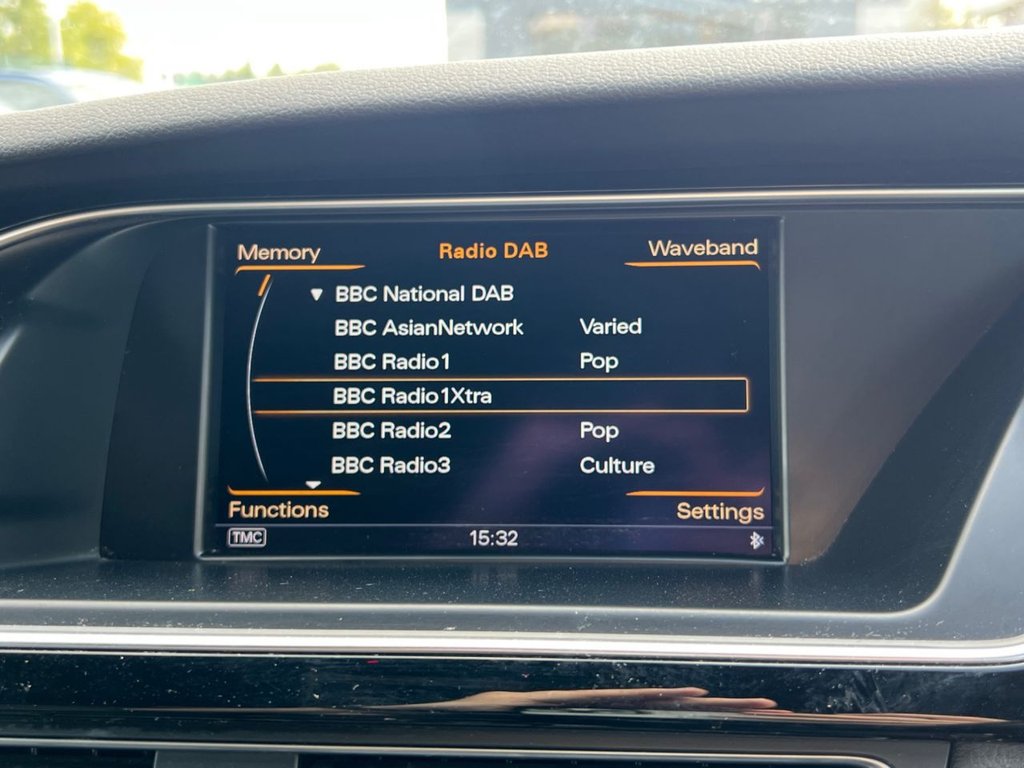 Memory Radio DAB Waveband
BBC National DAB
BBC AsianNetwork Varied
BBC Radio1 Pop
BBC Radio1Xtra
BBC Radio2 Pop
BBC Radio3 Culture
Functions Settings
TMC 15:32